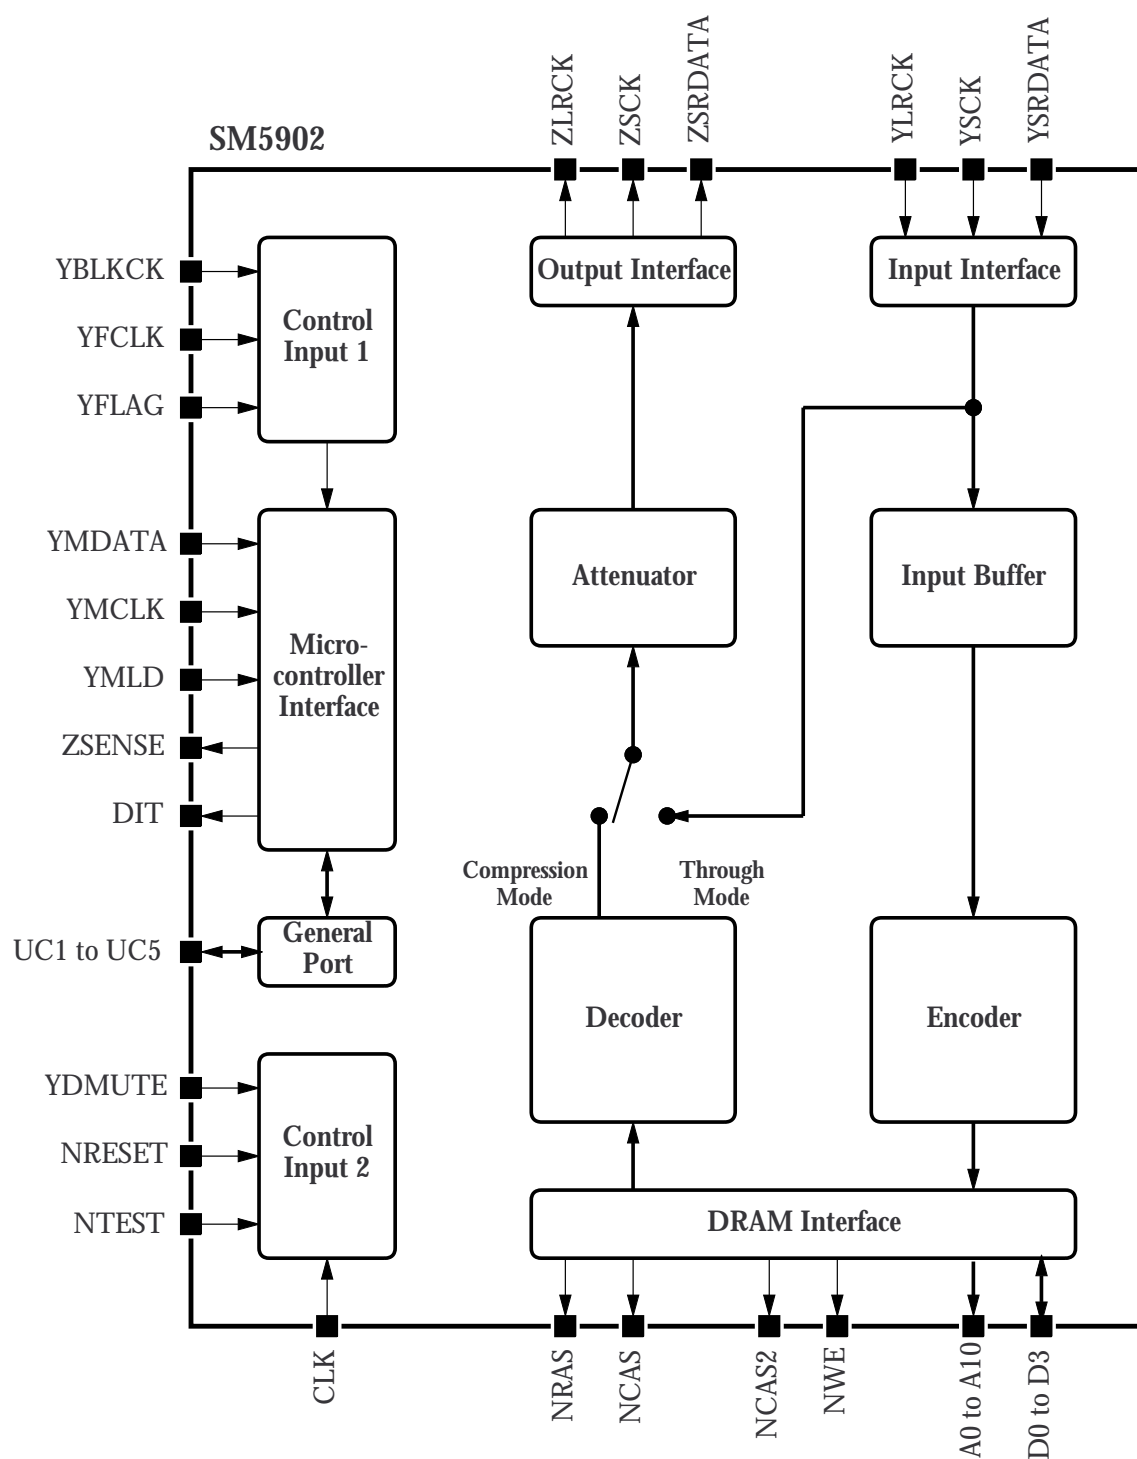 ZLRCK
ZSCK
ZSRDATA
YLRCK
YSCK
YSRDATA
SM5902
YBLKCK
YFCLK
YFLAG
Control
Input 1
Output Interface
Input Interface
YMDATA
YMCLK
YMLD
ZSENSE
DIT
Micro-
controller
Interface
Attenuator
Input Buffer
Compression
Mode
Through
Mode
UC1 to UC5
General
Port
Decoder
Encoder
YDMUTE
NRESET
NTEST
Control
Input 2
DRAM Interface
CLK
NRAS
NCAS
NCAS2
NWE
A0 to A10
D0 to D3